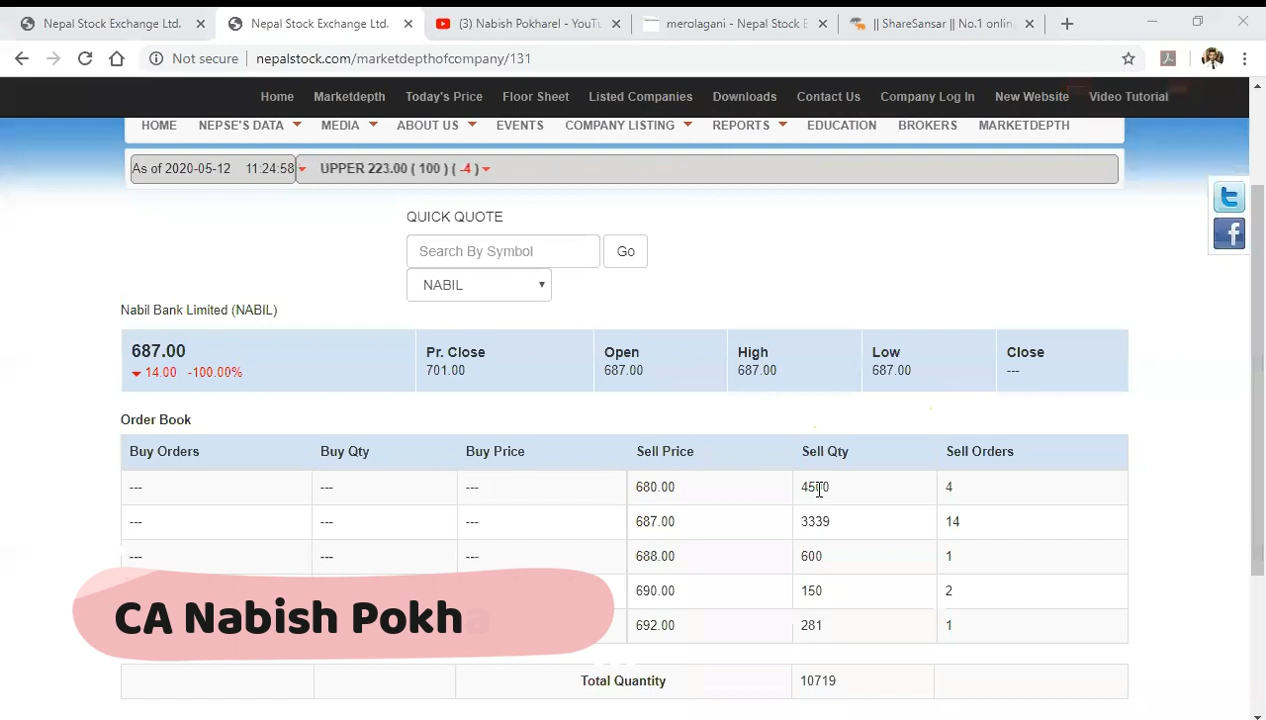 Nepal Stock Exchange Ltd. Nepal Stock Exchange Ltd. (3) Nabish Pokharel - YouTu merolagani - Nepal Stock E || ShareSansar || No.1 onlin
Not secure nepalstock.com/marketdepthofcompany/131
Home Marketdepth Today's Price Floor Sheet Listed Companies Downloads Contact Us Company Log In New Website Video Tutorial
HOME NEPSE'S DATA MEDIA ABOUT US EVENTS COMPANY LISTING REPORTS EDUCATION BROKERS MARKETDEPTH
As of 2020-05-12 11:24:58 UPPER 223.00 ( 100 ) ( -4 )
QUICK QUOTE
Search By Symbol Go
NABIL
Nabil Bank Limited (NABIL)
687.00 Pr. Close Open High Low Close
14.00 -100.00% 701.00 687.00 687.00 687.00 ---
Order Book
Buy Orders Buy Qty Buy Price Sell Price Sell Qty Sell Orders
--- --- --- 680.00 4
--- --- --- 687.00 3339 14
--- --- --- 688.00 600 1
690.00 150 2
692.00 281 1
CA Nabish Pokha
Total Quantity 10719